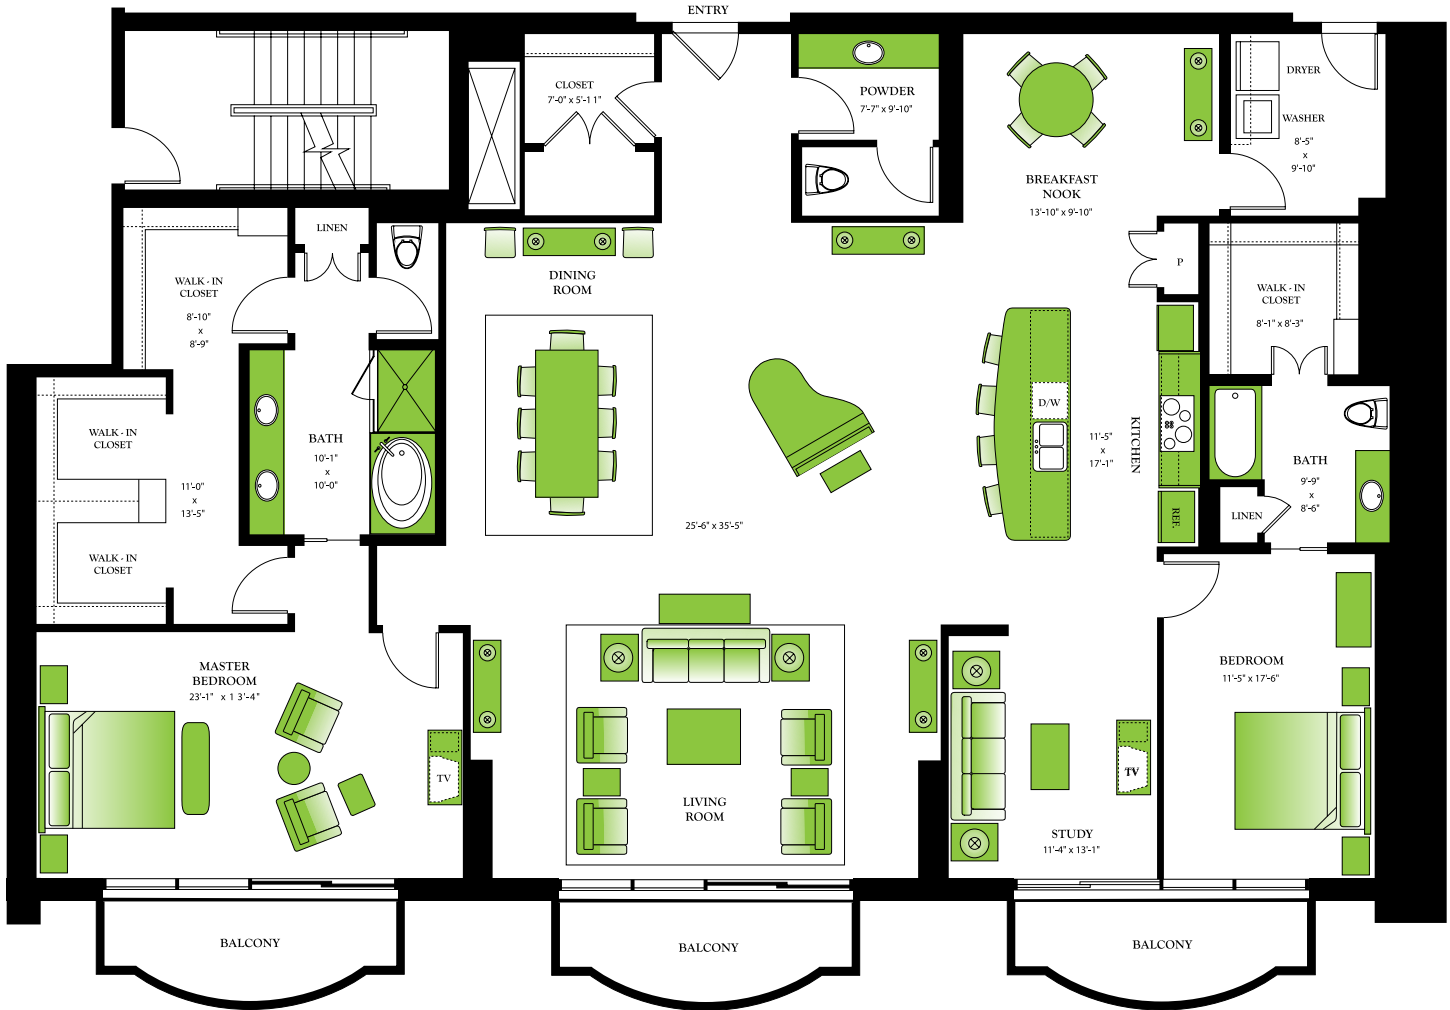 ENTRY
CLOSET
7'-0" x 5'-11"
POWDER
7'-7" x 9'-10"
DRYER
WASHER
8'-5"
x
9'-10"
BREAKFAST
NOOK
13'-10" x 9'-10"
LINEN
WALK - IN
CLOSET
8'-10"
x
8'-9"
DINING
ROOM
P
WALK - IN
CLOSET
8'-1" x 8'-3"
D/W
KITCHEN
11'-5"
x
17'-1"
WALK - IN
CLOSET
BATH
10'-1"
x
10'-0"
BATH
9'-9"
x
8'-6"
11'-0"
x
13'-5"
LINEN
REF.
25'-6" x 35'-5"
WALK - IN
CLOSET
MASTER
BEDROOM
23'-1" x 13'-4"
BEDROOM
11'-5" x 17'-6"
TV
TV
LIVING
ROOM
STUDY
11'-4" x 13'-1"
BALCONY
BALCONY
BALCONY